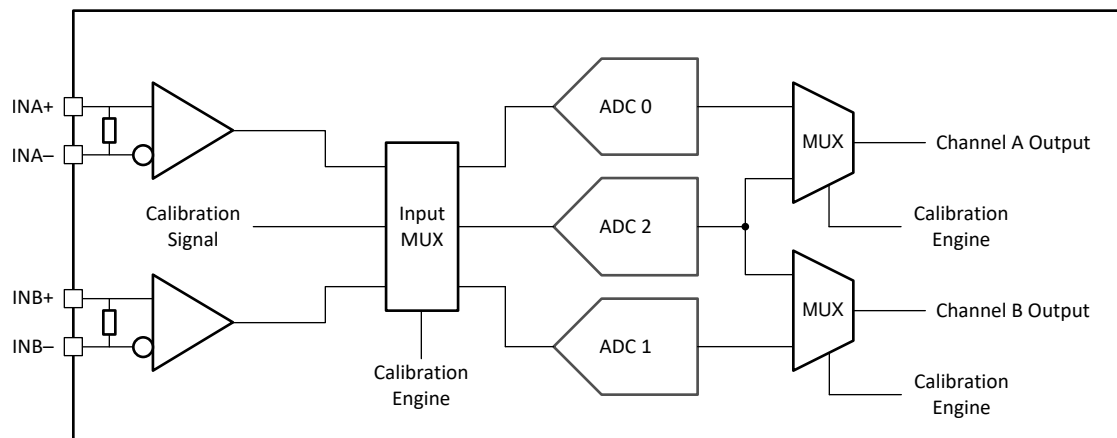 INA+
INA–
ADC 0
MUX
Channel A Output
Calibration
Signal
Input
MUX
ADC 2
Calibration
Engine
INB+
INB–
ADC 1
MUX
Channel B Output
Calibration
Engine
Calibration
Engine